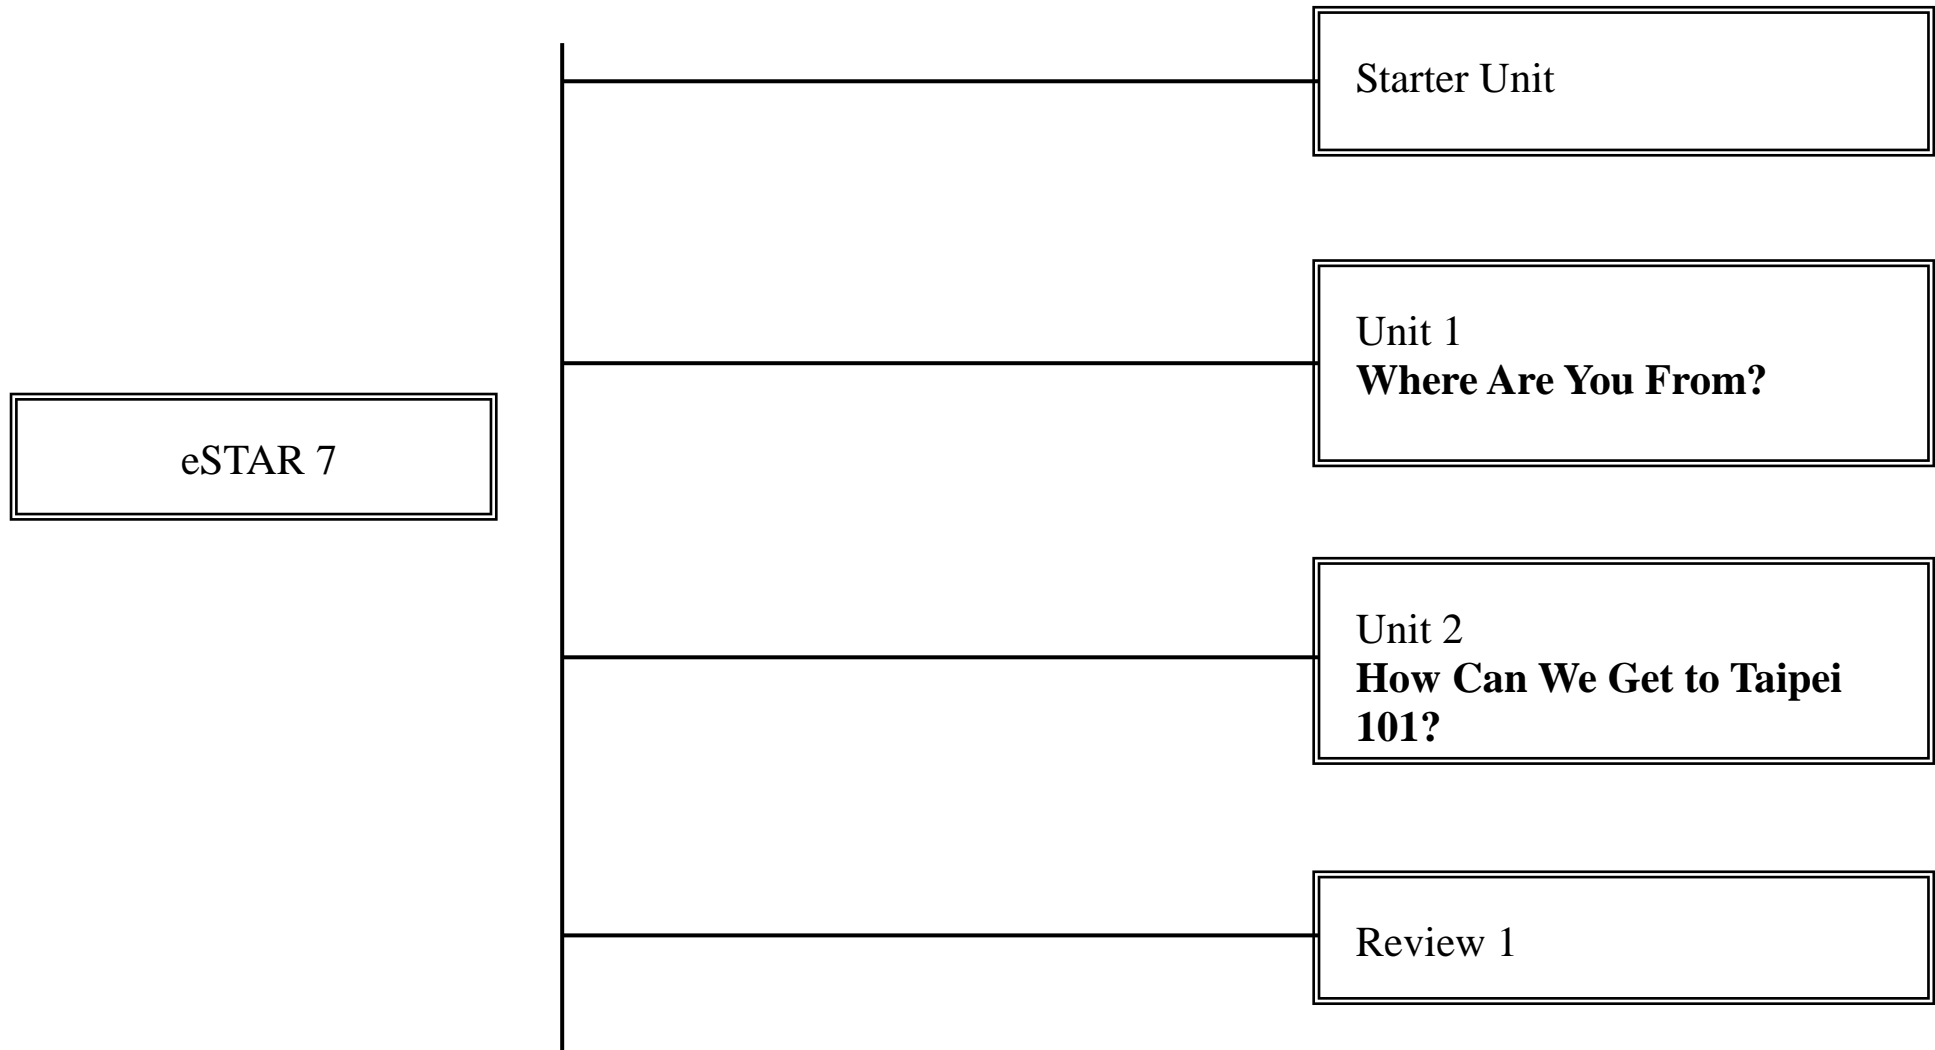 Starter Unit
Unit 1
Where Are You From?
eSTAR 7
Unit 2
How Can We Get to Taipei
101?
Review 1